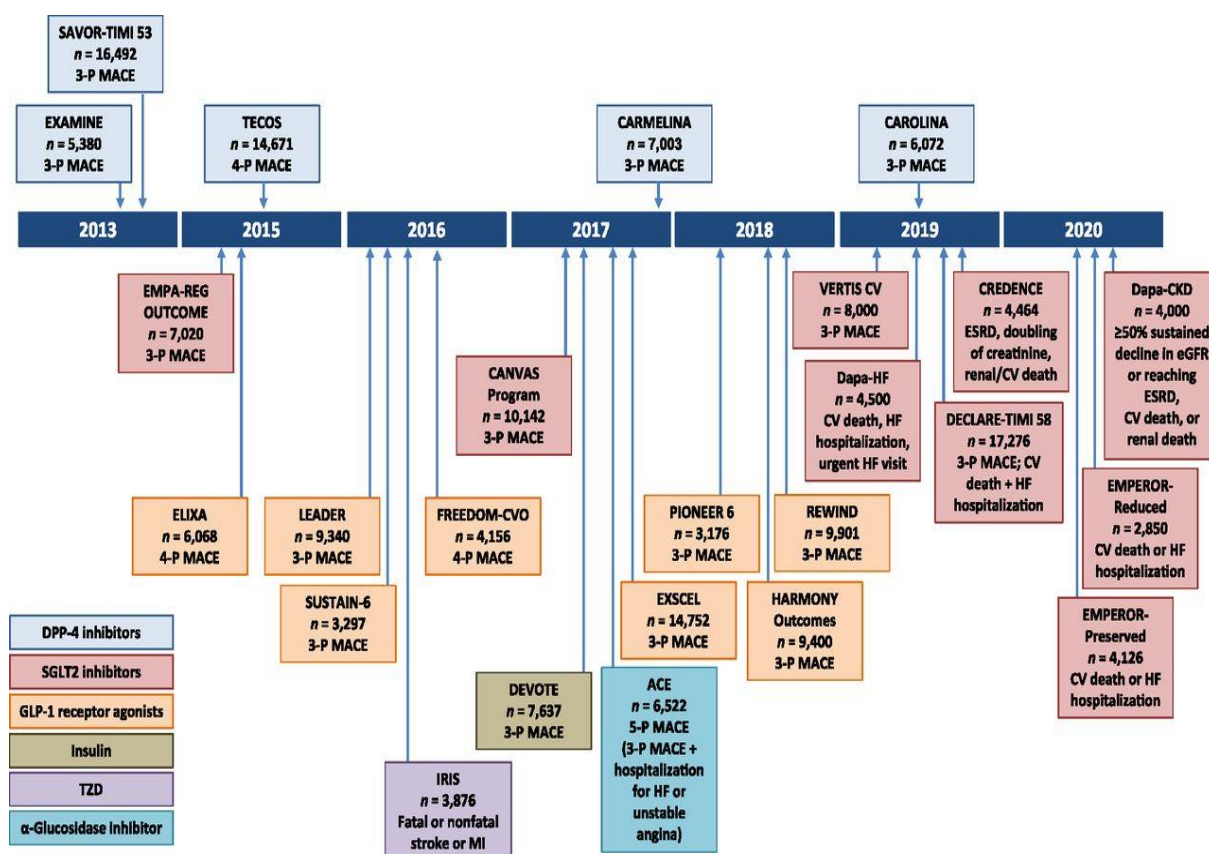 SAVOR-TIMI 53
n = 16,492
3-P MACE
EXAMINE
n = 5,380
3-P MACE
TECOS
n = 14,671
4-P MACE
CARMELINA
n = 7,003
3-P MACE
CAROLINA
n = 6,072
3-P MACE
2013
2015
2016
2017
2018
2019
2020
EMPA-REG
OUTCOME
n = 7,020
3-P MACE
CANVAS
Program
n = 10,142
3-P MACE
VERTIS CV
n = 8,000
3-P MACE
Dapa-HF
n = 4,500
CV death, HF
hospitalization,
urgent HF visit
CREDENCE
n = 4,464
ESRD, doubling
of creatinine,
renal/CV death
DECLARE-TIMI 58
n = 17,276
3-P MACE; CV
death + HF
hospitalization
Dapa-CKD
n = 4,000
≥50% sustained
decline in eGFR
or reaching
ESRD,
CV death, or
renal death
EMPEROR-
Reduced
n = 2,850
CV death or HF
hospitalization
EMPEROR-
Preserved
n = 4,126
CV death or HF
hospitalization
ELIXA
n = 6,068
4-P MACE
LEADER
n = 9,340
3-P MACE
FREEDOM-CVO
n = 4,156
4-P MACE
SUSTAIN-6
n = 3,297
3-P MACE
PIONEER 6
n = 3,176
3-P MACE
REWIND
n = 9,901
3-P MACE
EXSCEL
n = 14,752
3-P MACE
HARMONY
Outcomes
n = 9,400
3-P MACE
DEVOTE
n = 7,637
3-P MACE
ACE
n = 6,522
5-P MACE
(3-P MACE +
hospitalization
for HF or
unstable
angina)
IRIS
n = 3,876
Fatal or nonfatal
stroke or MI
DPP-4 inhibitors
SGLT2 inhibitors
GLP-1 receptor agonists
Insulin
TZD
α-Glucosidase inhibitor